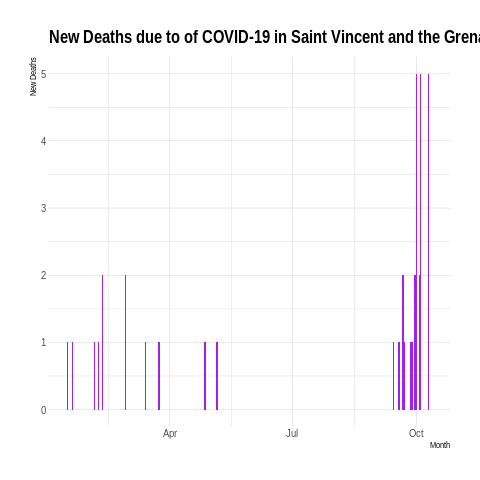 New Deaths due to of COVID-19 in Saint Vincent and the Grena
New Deaths
5
4
3
2
1
0
Apr Jul Oct
Month